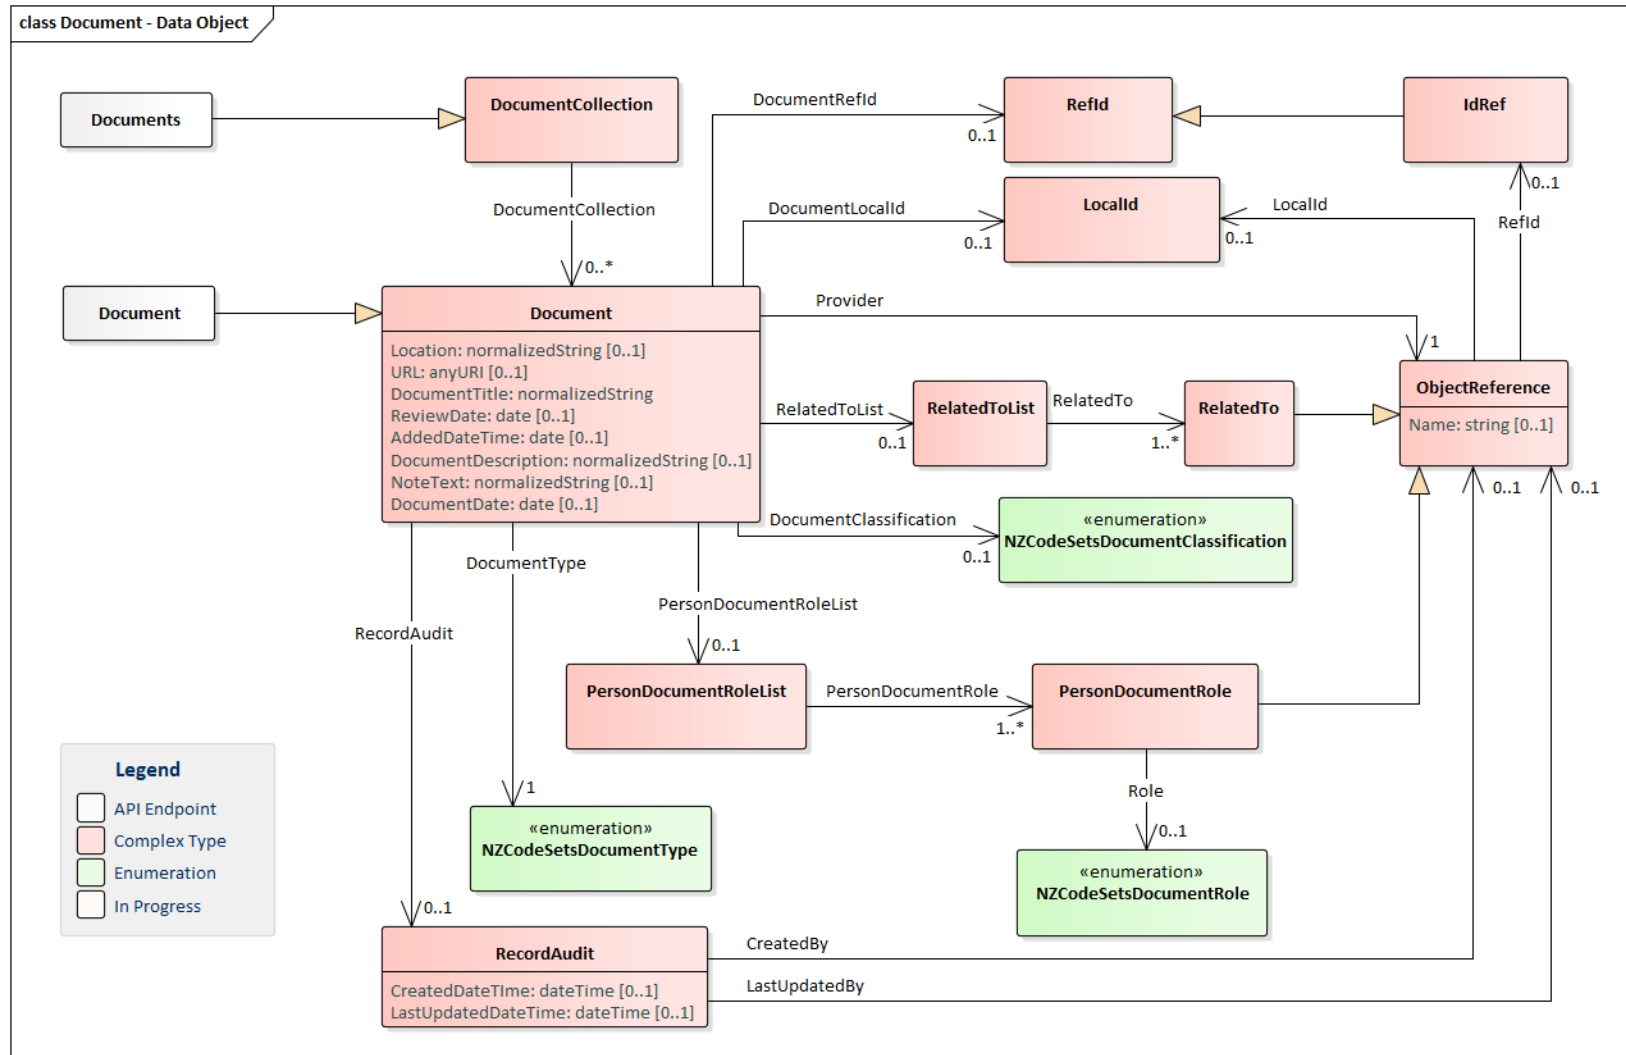 class Document - Data Object
Documents
DocumentCollection
DocumentRefId
0..1
RefId
IdRef
0..1
RefId
DocumentCollection
0..*
DocumentLocalId
0..1
LocalId
LocalId
0..1
Document
Document
Location: normalizedString [0..1]
URL: anyURI [0..1]
DocumentTitle: normalizedString
ReviewDate: date [0..1]
AddedDateTime: date [0..1]
DocumentDescription: normalizedString [0..1]
NoteText: normalizedString [0..1]
DocumentDate: date [0..1]
Provider
1
ObjectReference
Name: string [0..1]
RelatedToList
0..1
RelatedToList
RelatedTo
1..*
RelatedTo
0..1
0..1
DocumentClassification
0..1
«enumeration»
NZCodeSetsDocumentClassification
DocumentType
1
PersonDocumentRoleList
0..1
RecordAudit
0..1
PersonDocumentRoleList
PersonDocumentRole
1..*
PersonDocumentRole
Role
0..1
«enumeration»
NZCodeSetsDocumentType
«enumeration»
NZCodeSetsDocumentRole
Legend
API Endpoint
Complex Type
Enumeration
In Progress
RecordAudit
CreatedDateTIme: dateTime [0..1]
LastUpdatedDateTime: dateTime [0..1]
CreatedBy
LastUpdatedBy